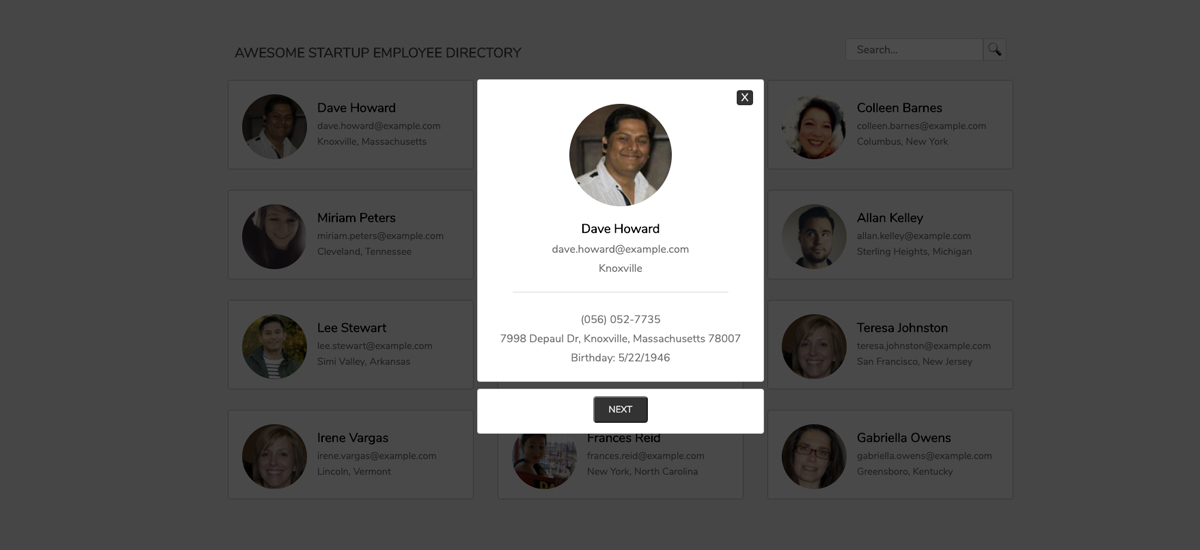 AWESOME STARTUP EMPLOYEE DIRECTORY
Search...
Dave Howard
dave.howard@example.com
Knoxville, Massachusetts
X
Dave Howard
dave.howard@example.com
Knoxville
(056) 052-7735
7998 Depaul Dr, Knoxville, Massachusetts 78007
Birthday: 5/22/1946
NEXT
Colleen Barnes
colleen.barnes@example.com
Columbus, New York
Miriam Peters
miriam.peters@example.com
Cleveland, Tennessee
Allan Kelley
allan.kelley@example.com
Sterling Heights, Michigan
Lee Stewart
lee.stewart@example.com
Simi Valley, Arkansas
Teresa Johnston
teresa.johnston@example.com
San Francisco, New Jersey
Irene Vargas
irene.vargas@example.com
Lincoln, Vermont
Frances Reid
frances.reid@example.com
New York, North Carolina
Gabriella Owens
gabriella.owens@example.com
Greensboro, Kentucky